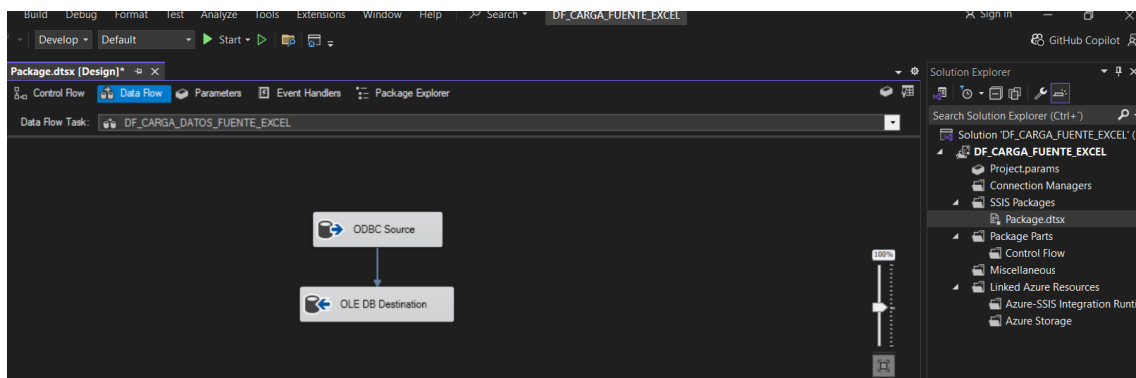 Build Debug Format Test Analyze Tools Extensions Window Help Search DF_CARGA_FUENTE_EXCEL Sign in
Develop Default Start GitHub Copilot
Package.dtsx [Design]*
Control Flow Data Flow Parameters Event Handlers Package Explorer
Data Flow Task: DF_CARGA_DATOS_FUENTE_EXCEL
ODBC Source
OLE DB Destination
100%
Solution Explorer
Search Solution Explorer (Ctrl+´)
Solution 'DF_CARGA_FUENTE_EXCEL' (
DF_CARGA_FUENTE_EXCEL
Project.params
Connection Managers
SSIS Packages
Package.dtsx
Package Parts
Control Flow
Miscellaneous
Linked Azure Resources
Azure-SSIS Integration Runti
Azure Storage